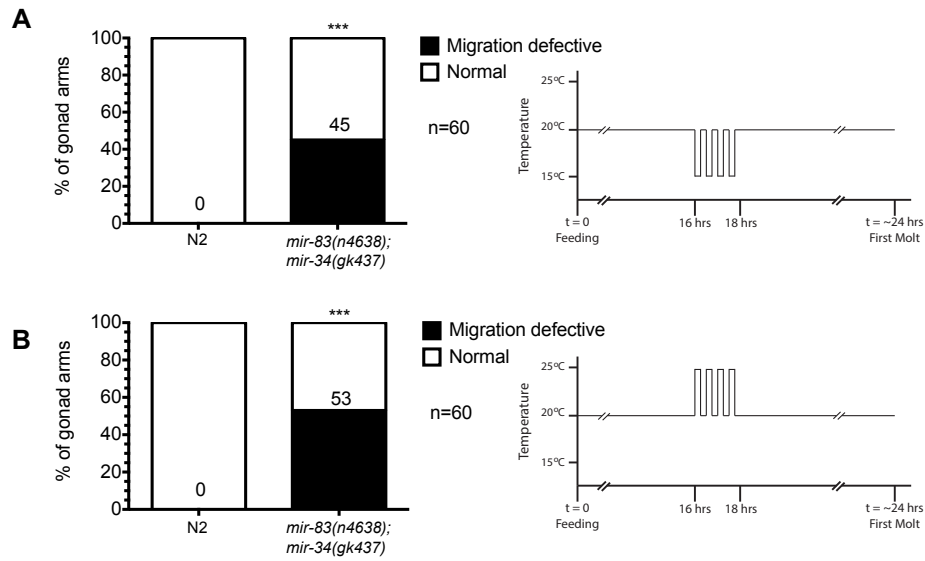 A
% of gonad arms
100
80
60
40
20
0
0
***
45
N2
mir-83(n4638);
mir-34(gk437)
Migration defective
Normal
n=60
Temperature
25ºC
20ºC
15ºC
t = 0
Feeding
16 hrs
18 hrs
t = ~24 hrs
First Molt
B
% of gonad arms
100
80
60
40
20
0
0
***
53
N2
mir-83(n4638);
mir-34(gk437)
Migration defective
Normal
n=60
Temperature
25ºC
20ºC
15ºC
t = 0
Feeding
16 hrs
18 hrs
t = ~24 hrs
First Molt